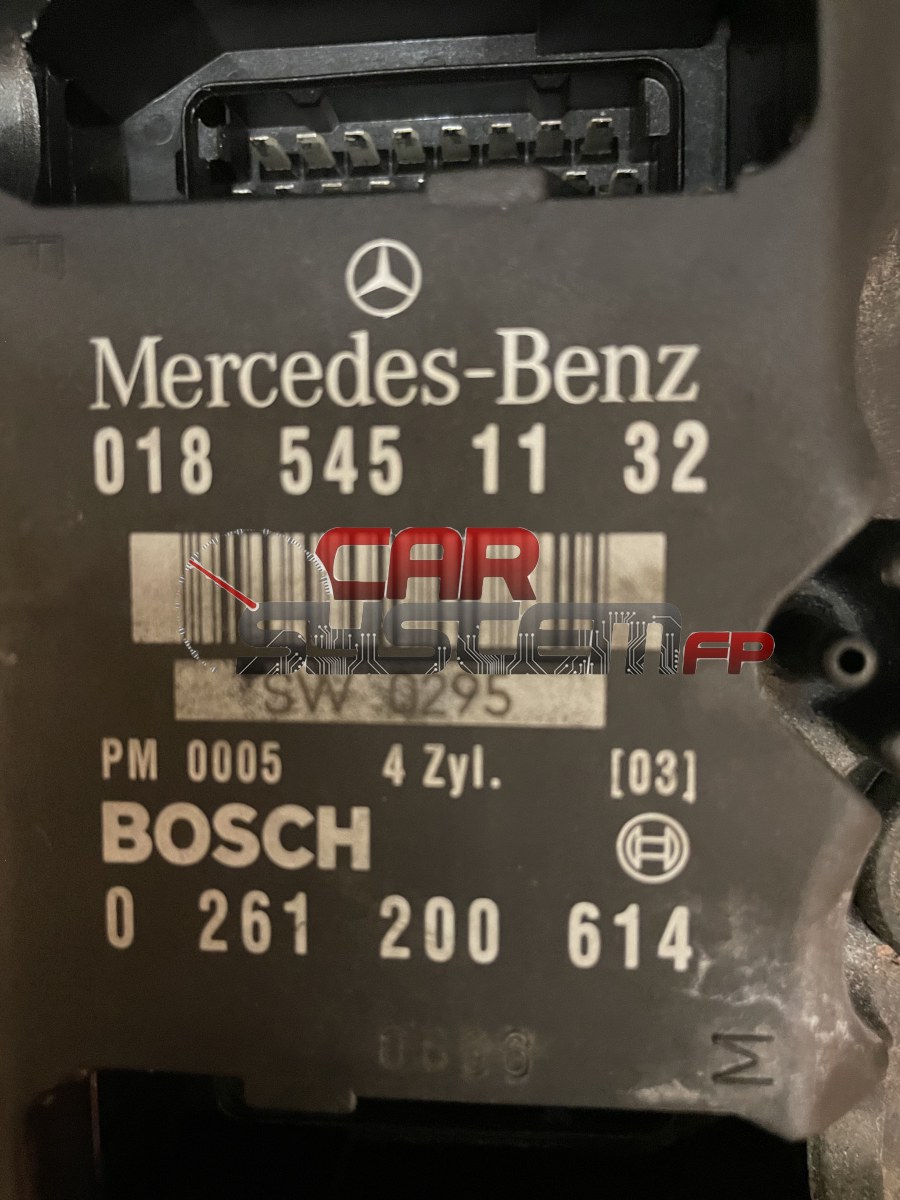 Mercedes-Benz
018 545 11 32
CAR
SYSTEM FP
SW 0295
PM 0005 4 Zyl. [03]
BOSCH
0 261 200 614
M